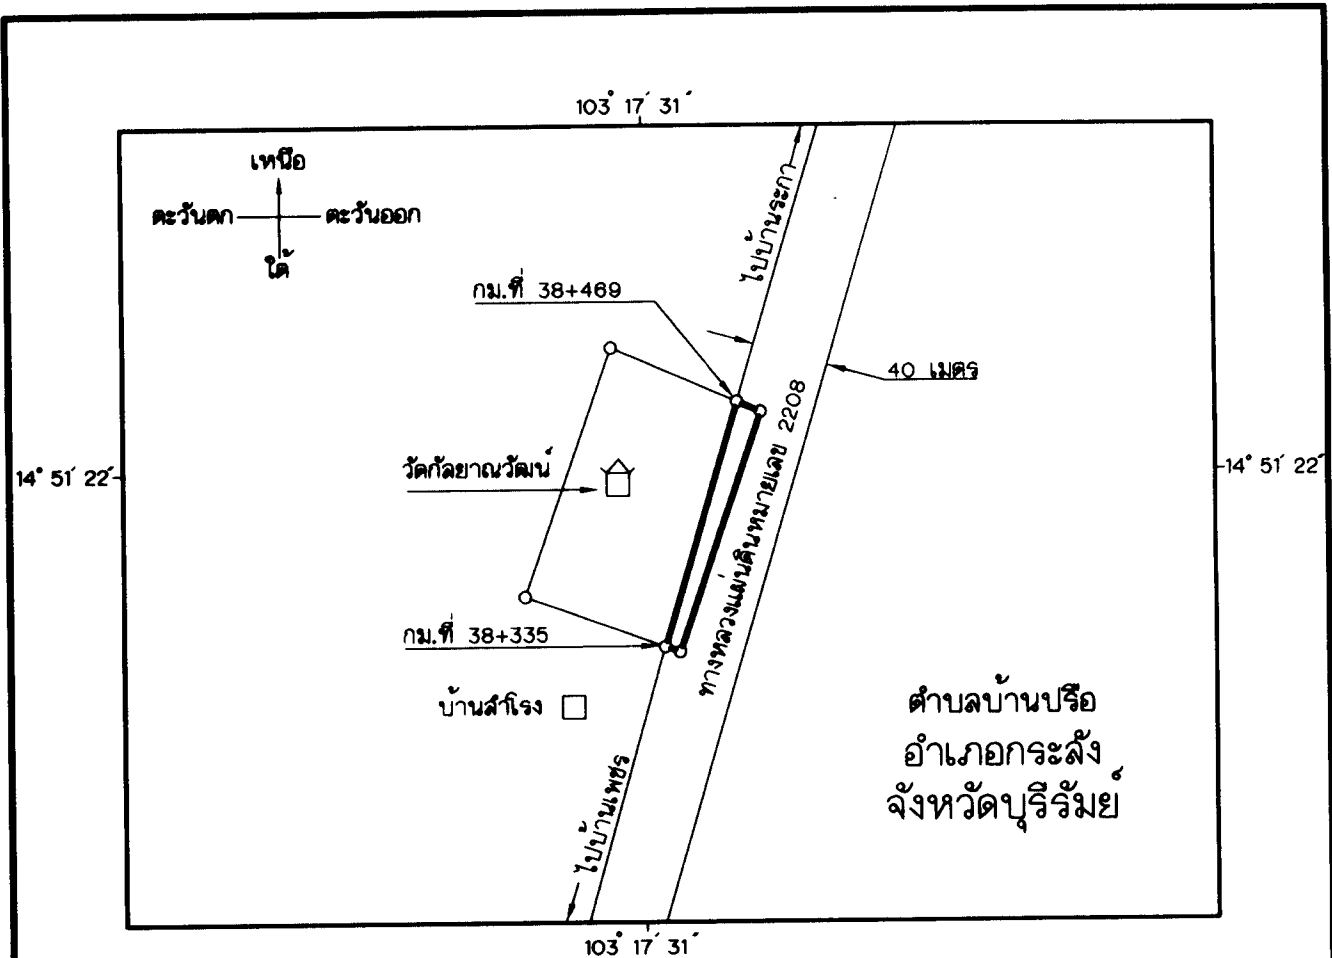 103° 17′ 31″
เหนือ
ตะวันตก ตะวันออก
ใต้
ไปบ้านระกา
กม.ที่ 38+469
40 เมตร
ทางหลวงแผ่นดินหมายเลข 2208
วัดกัลยาณวัฒน์
14° 51′ 22″
14° 51′ 22″
กม.ที่ 38+335
บ้านสำโรง
ตำบลบ้านปรือ
อำเภอกระสัง
จังหวัดบุรีรัมย์
ไปบ้านเพชร
103° 17′ 31″